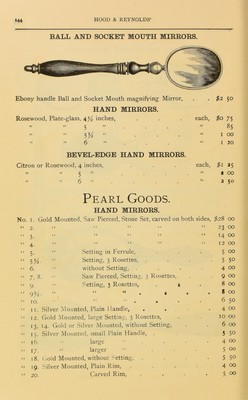 144 HOOD & REYNOLDS'
BALL AND SOCKET MOUTH MIRRORS.
Ebony handle Ball and Socket Mouth magnifying Mirror, . . $2 50
HAND MIRRORS.
Rosewood, Plate-glass, 4½ inches, each, $0 75
" " 5 " " 85
" " 5½ " " 1 00
" " 6 " " 1 20
BEVEL-EDGE HAND MIRRORS.
Citron or Rosewood, 4 inches, each, $1 25
" " 5 " " 2 00
" " 6 " " 2 50
PEARL GOODS.
HAND MIRRORS.
No. 1. Gold Mounted, Saw Pierced, Stone Set, carved on both sides, $28 00
" 2. " " " " " 23 00
" 3. " " " " " 14 00
" 4. " " " " " 12 00
" 5. " Setting in Ferrule, 5 00
" 5½ " Setting, 3 Rosettes, 5 50
" 6. " without Setting, 4 00
" 7, 8. " Saw Pierced, Setting, 3 Rosettes, 9 00
" 9. " Setting, 3 Rosettes, 8 00
" 9½. " " " 8 00
" 10. " " " 6 50
" 11. Silver Mounted, Plain Handle, 4 00
" 12. Gold Mounted, large Setting, 3 Rosettes, 10 00
" 13, 14. Gold or Silver Mounted, without Setting, 6 00
" 15. Silver Mounted, small Plain Handle, 5 50
" 16. " large " 4 00
" 17. " larger " 5 00
" 18. Gold Mounted, without Setting, 5 50
" 19. Silver Mounted, Plain Rim, 4 00
" 20. " Carved Rim, 5 00